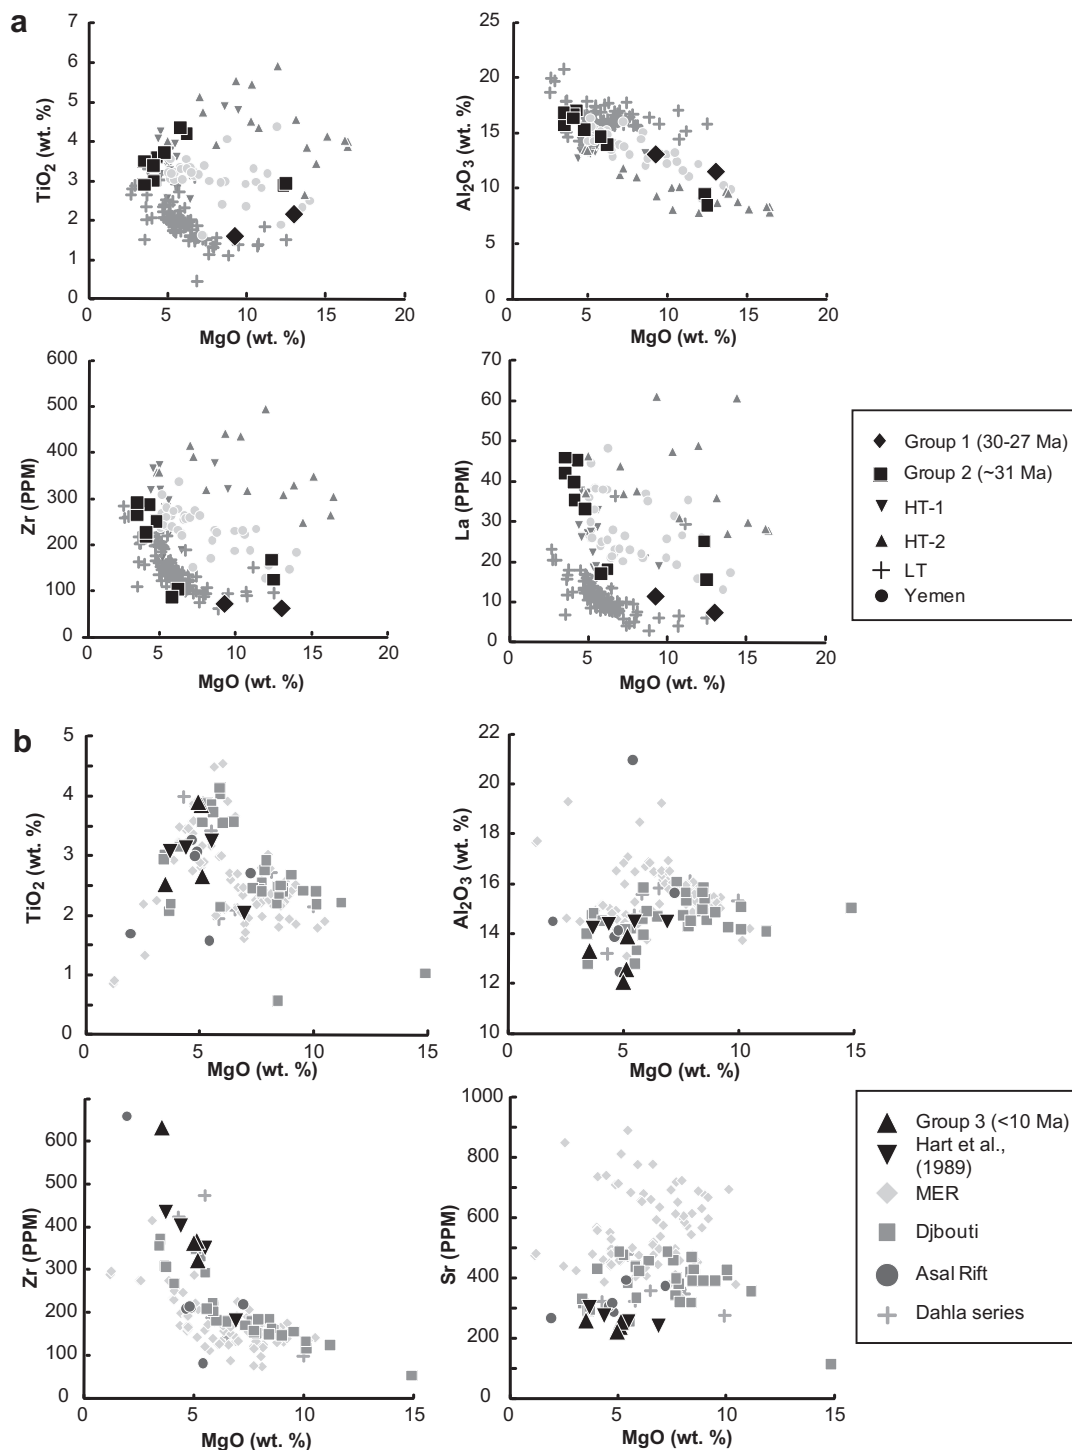 a
7
6
5
4
3
2
1
0
TiO2 (wt. %)
0 5 10 15 20
MgO (wt. %)
25
20
15
10
5
0
Al2O3 (wt. %)
0 5 10 15 20
MgO (wt. %)
600
500
400
300
200
100
0
Zr (PPM)
0 5 10 15 20
MgO (wt. %)
70
60
50
40
30
20
10
0
La (PPM)
0 5 10 15 20
MgO (wt. %)
Group 1 (30-27 Ma)
Group 2 (~31 Ma)
HT-1
HT-2
LT
Yemen
b
5
4
3
2
1
0
TiO2 (wt. %)
0 5 10 15
MgO (wt. %)
22
20
18
16
14
12
10
Al2O3 (wt. %)
0 5 10 15
MgO (wt. %)
600
500
400
300
200
100
0
Zr (PPM)
0 5 10 15
MgO (wt. %)
1000
800
600
400
200
0
Sr (PPM)
0 5 10 15
MgO (wt. %)
Group 3 (<10 Ma)
Hart et al.,
(1989)
MER
Djbouti
Asal Rift
Dahla series